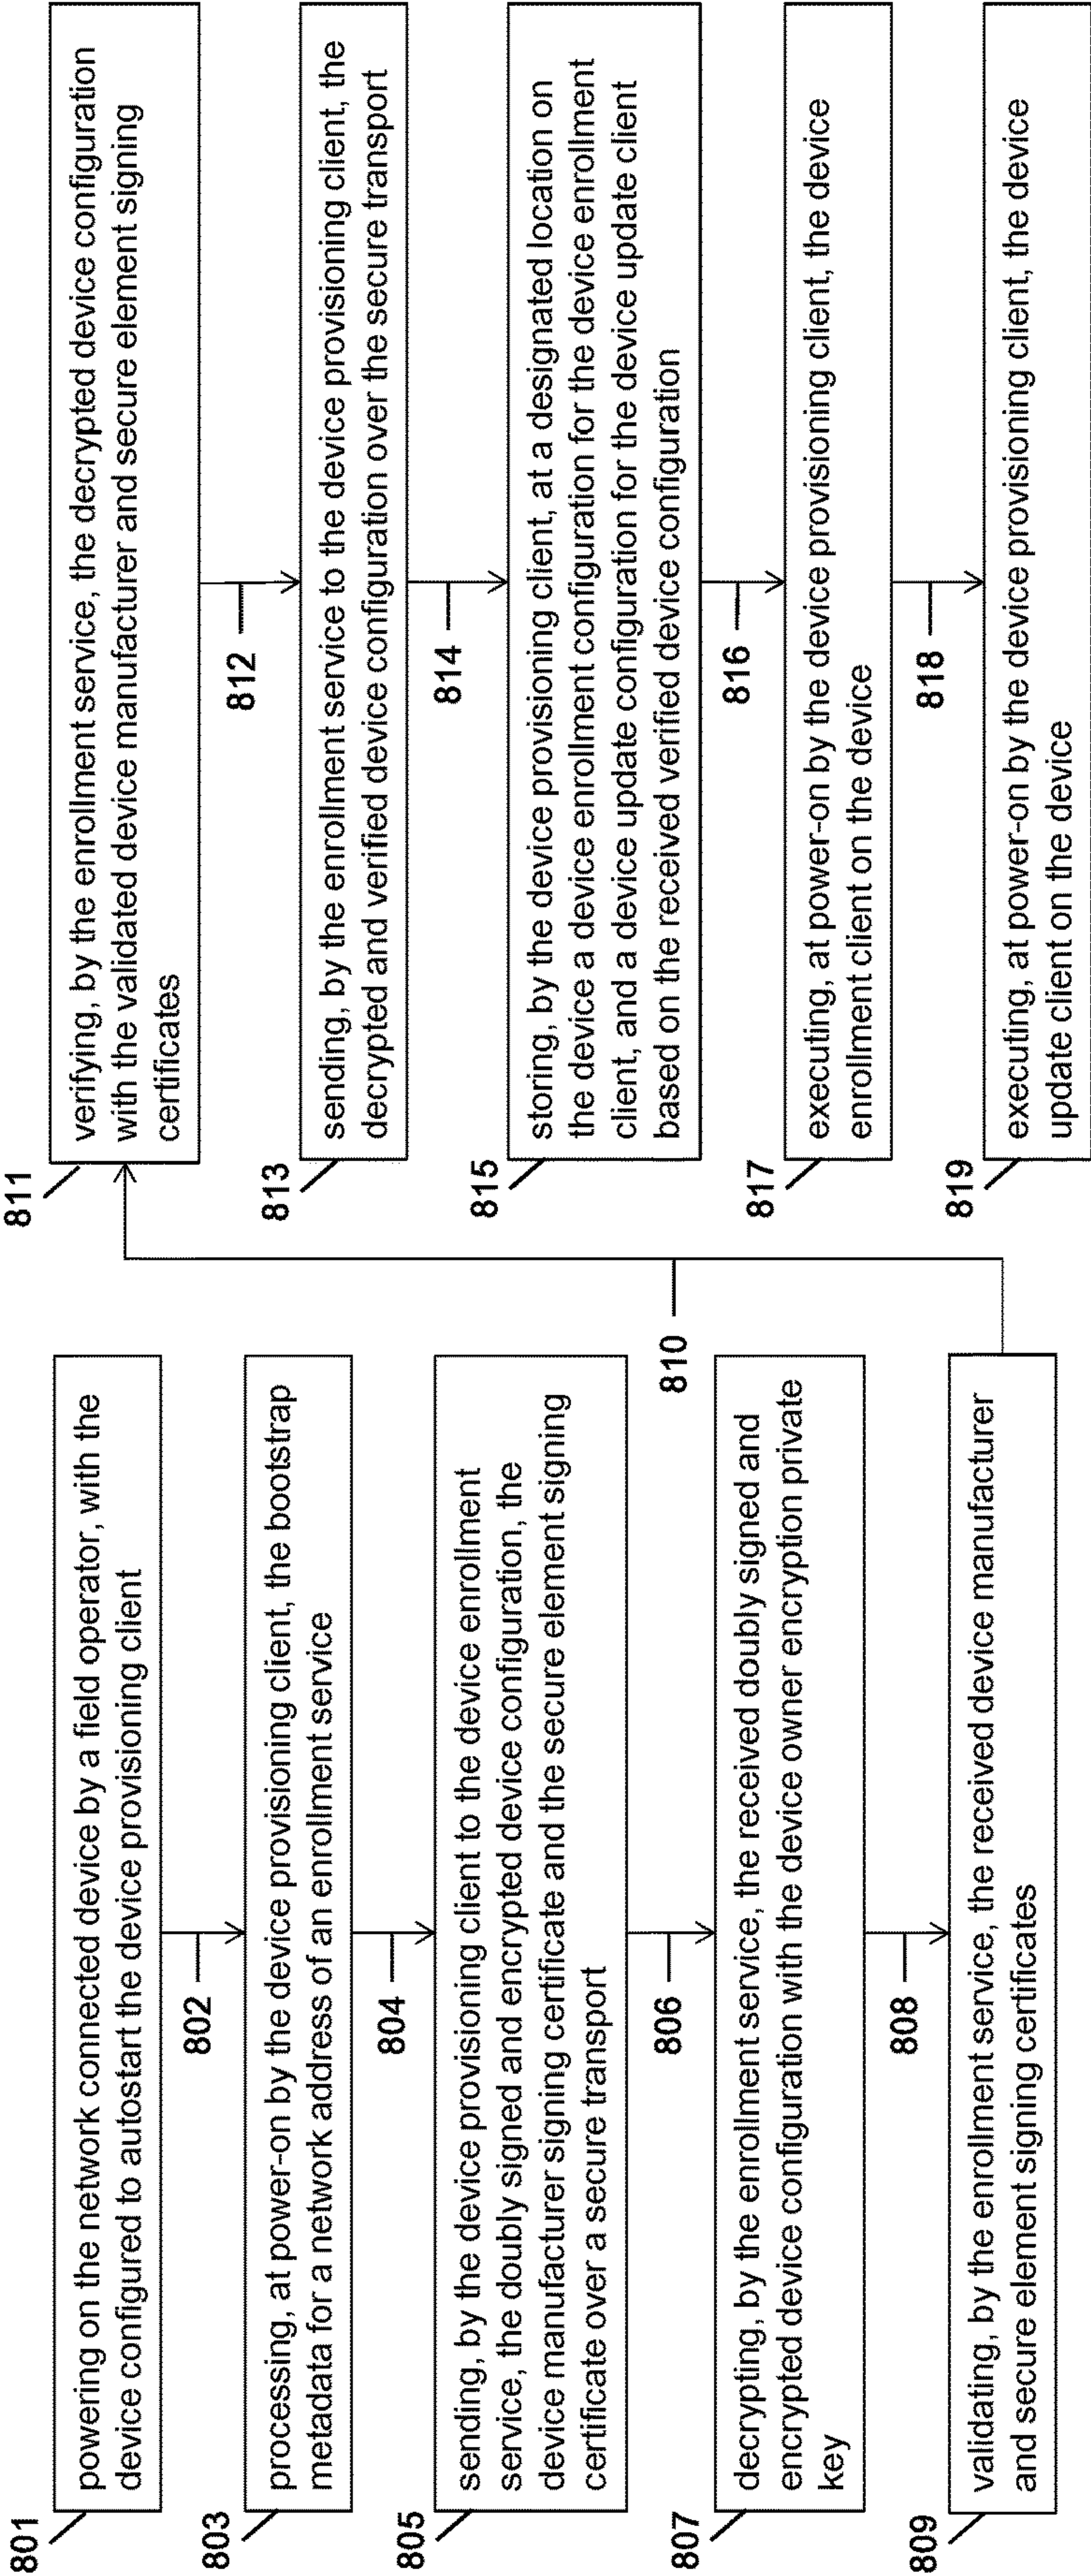 801
powering on the network connected device by a field operator, with the
device configured to autostart the device provisioning client
802
803
processing, at power-on by the device provisioning client, the bootstrap
metadata for a network address of an enrollment service
804
805
sending, by the device provisioning client to the device enrollment
service, the doubly signed and encrypted device configuration, the
device manufacturer signing certificate and the secure element signing
certificate over a secure transport
806
807
decrypting, by the enrollment service, the received doubly signed and
encrypted device configuration with the device owner encryption private
key
808
809
validating, by the enrollment service, the received device manufacturer
and secure element signing certificates
810
811
verifying, by the enrollment service, the decrypted device configuration
with the validated device manufacturer and secure element signing
certificates
812
813
sending, by the enrollment service to the device provisioning client, the
decrypted and verified device configuration over the secure transport
814
815
storing, by the device provisioning client, at a designated location on
the device a device enrollment configuration for the device enrollment
client, and a device update configuration for the device update client
based on the received verified device configuration
816
817
executing, at power-on by the device provisioning client, the device
enrollment client on the device
818
819
executing, at power-on by the device provisioning client, the device
update client on the device